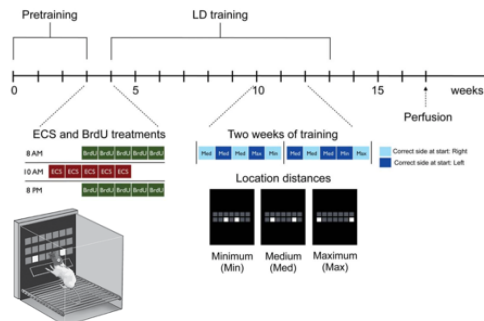 Pretraining
LD training
0 5 10 15 weeks
Perfusion
ECS and BrdU treatments
8 AM BrdU BrdU BrdU BrdU BrdU
10 AM ECS ECS ECS ECS ECS
8 PM BrdU BrdU BrdU BrdU BrdU
Two weeks of training
Med Med Med Max Min Med Med Med Min Max
Correct side at start: Right
Correct side at start: Left
Location distances
Minimum (Min)
Medium (Med)
Maximum (Max)